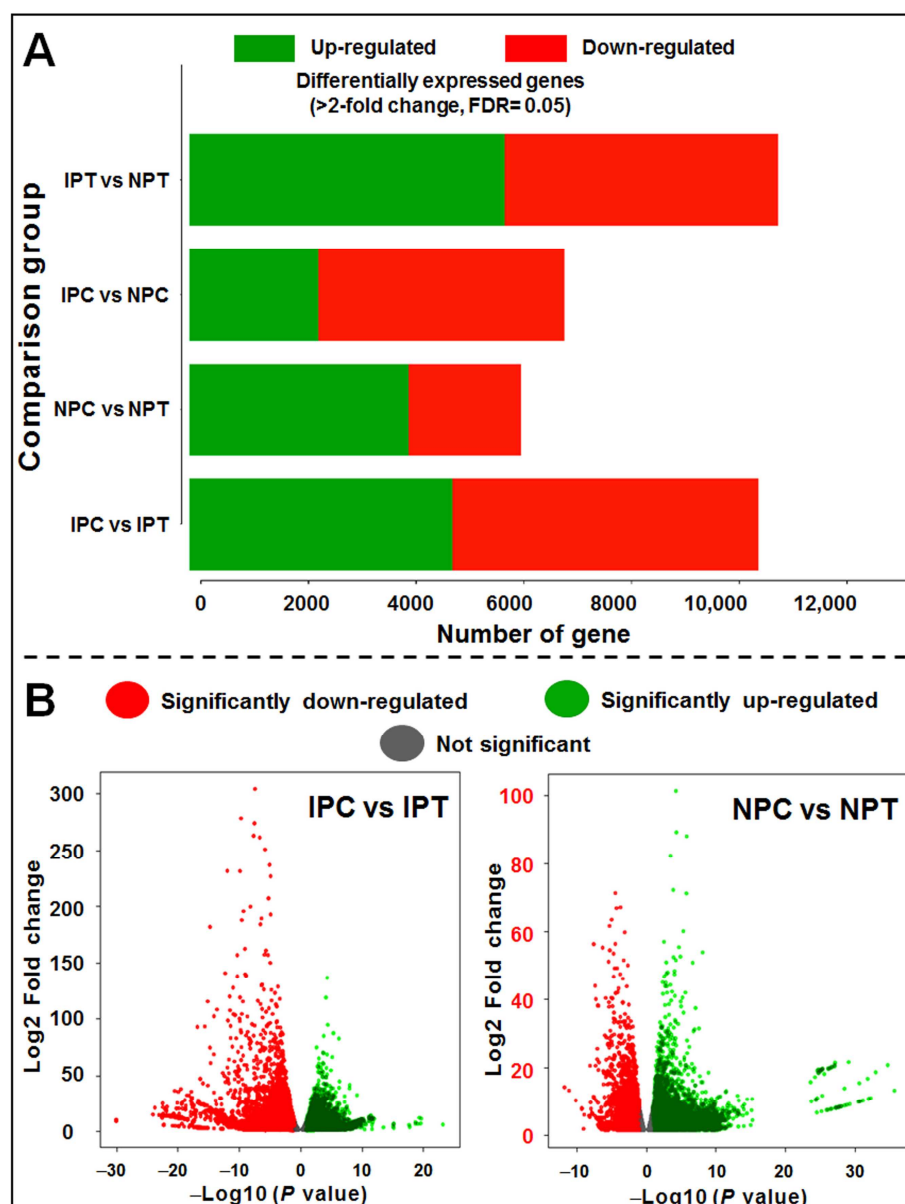 A
Up-regulated
Down-regulated
Differentially expressed genes
(>2-fold change, FDR= 0.05)
Comparison group
IPT vs NPT
IPC vs NPC
NPC vs NPT
IPC vs IPT
0 2000 4000 6000 8000 10,000 12,000
Number of gene
B
Significantly down-regulated
Significantly up-regulated
Not significant
IPC vs IPT
Log2 Fold change
300
250
200
150
100
50
0
–30 –20 –10 0 10 20
–Log10 (P value)
NPC vs NPT
Log2 Fold change
100
80
60
40
20
0
–10 0 10 20 30
–Log10 (P value)